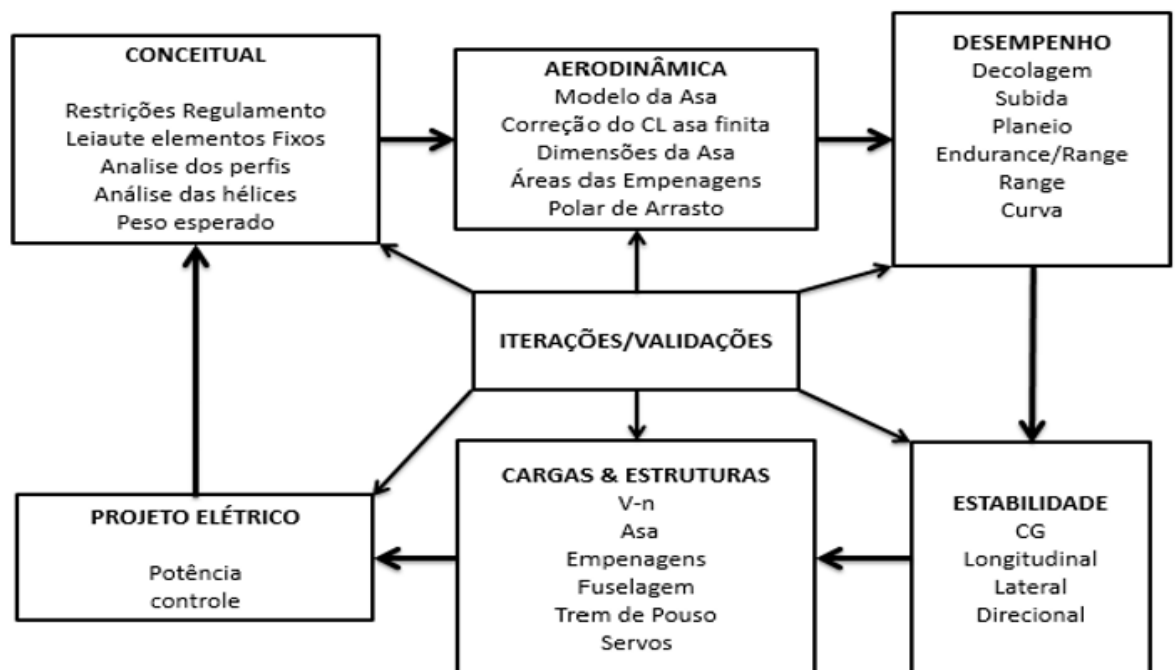 CONCEITUAL
Restrições Regulamento
Leiaute elementos Fixos
Analise dos perfis
Análise das hélices
Peso esperado
AERODINÂMICA
Modelo da Asa
Correção do CL asa finita
Dimensões da Asa
Áreas das Empenagens
Polar de Arrasto
DESEMPENHO
Decolagem
Subida
Planeio
Endurance/Range
Range
Curva
ITERAÇÕES/VALIDAÇÕES
PROJETO ELÉTRICO
Potência
controle
CARGAS & ESTRUTURAS
V-n
Asa
Empenagens
Fuselagem
Trem de Pouso
Servos
ESTABILIDADE
CG
Longitudinal
Lateral
Direcional